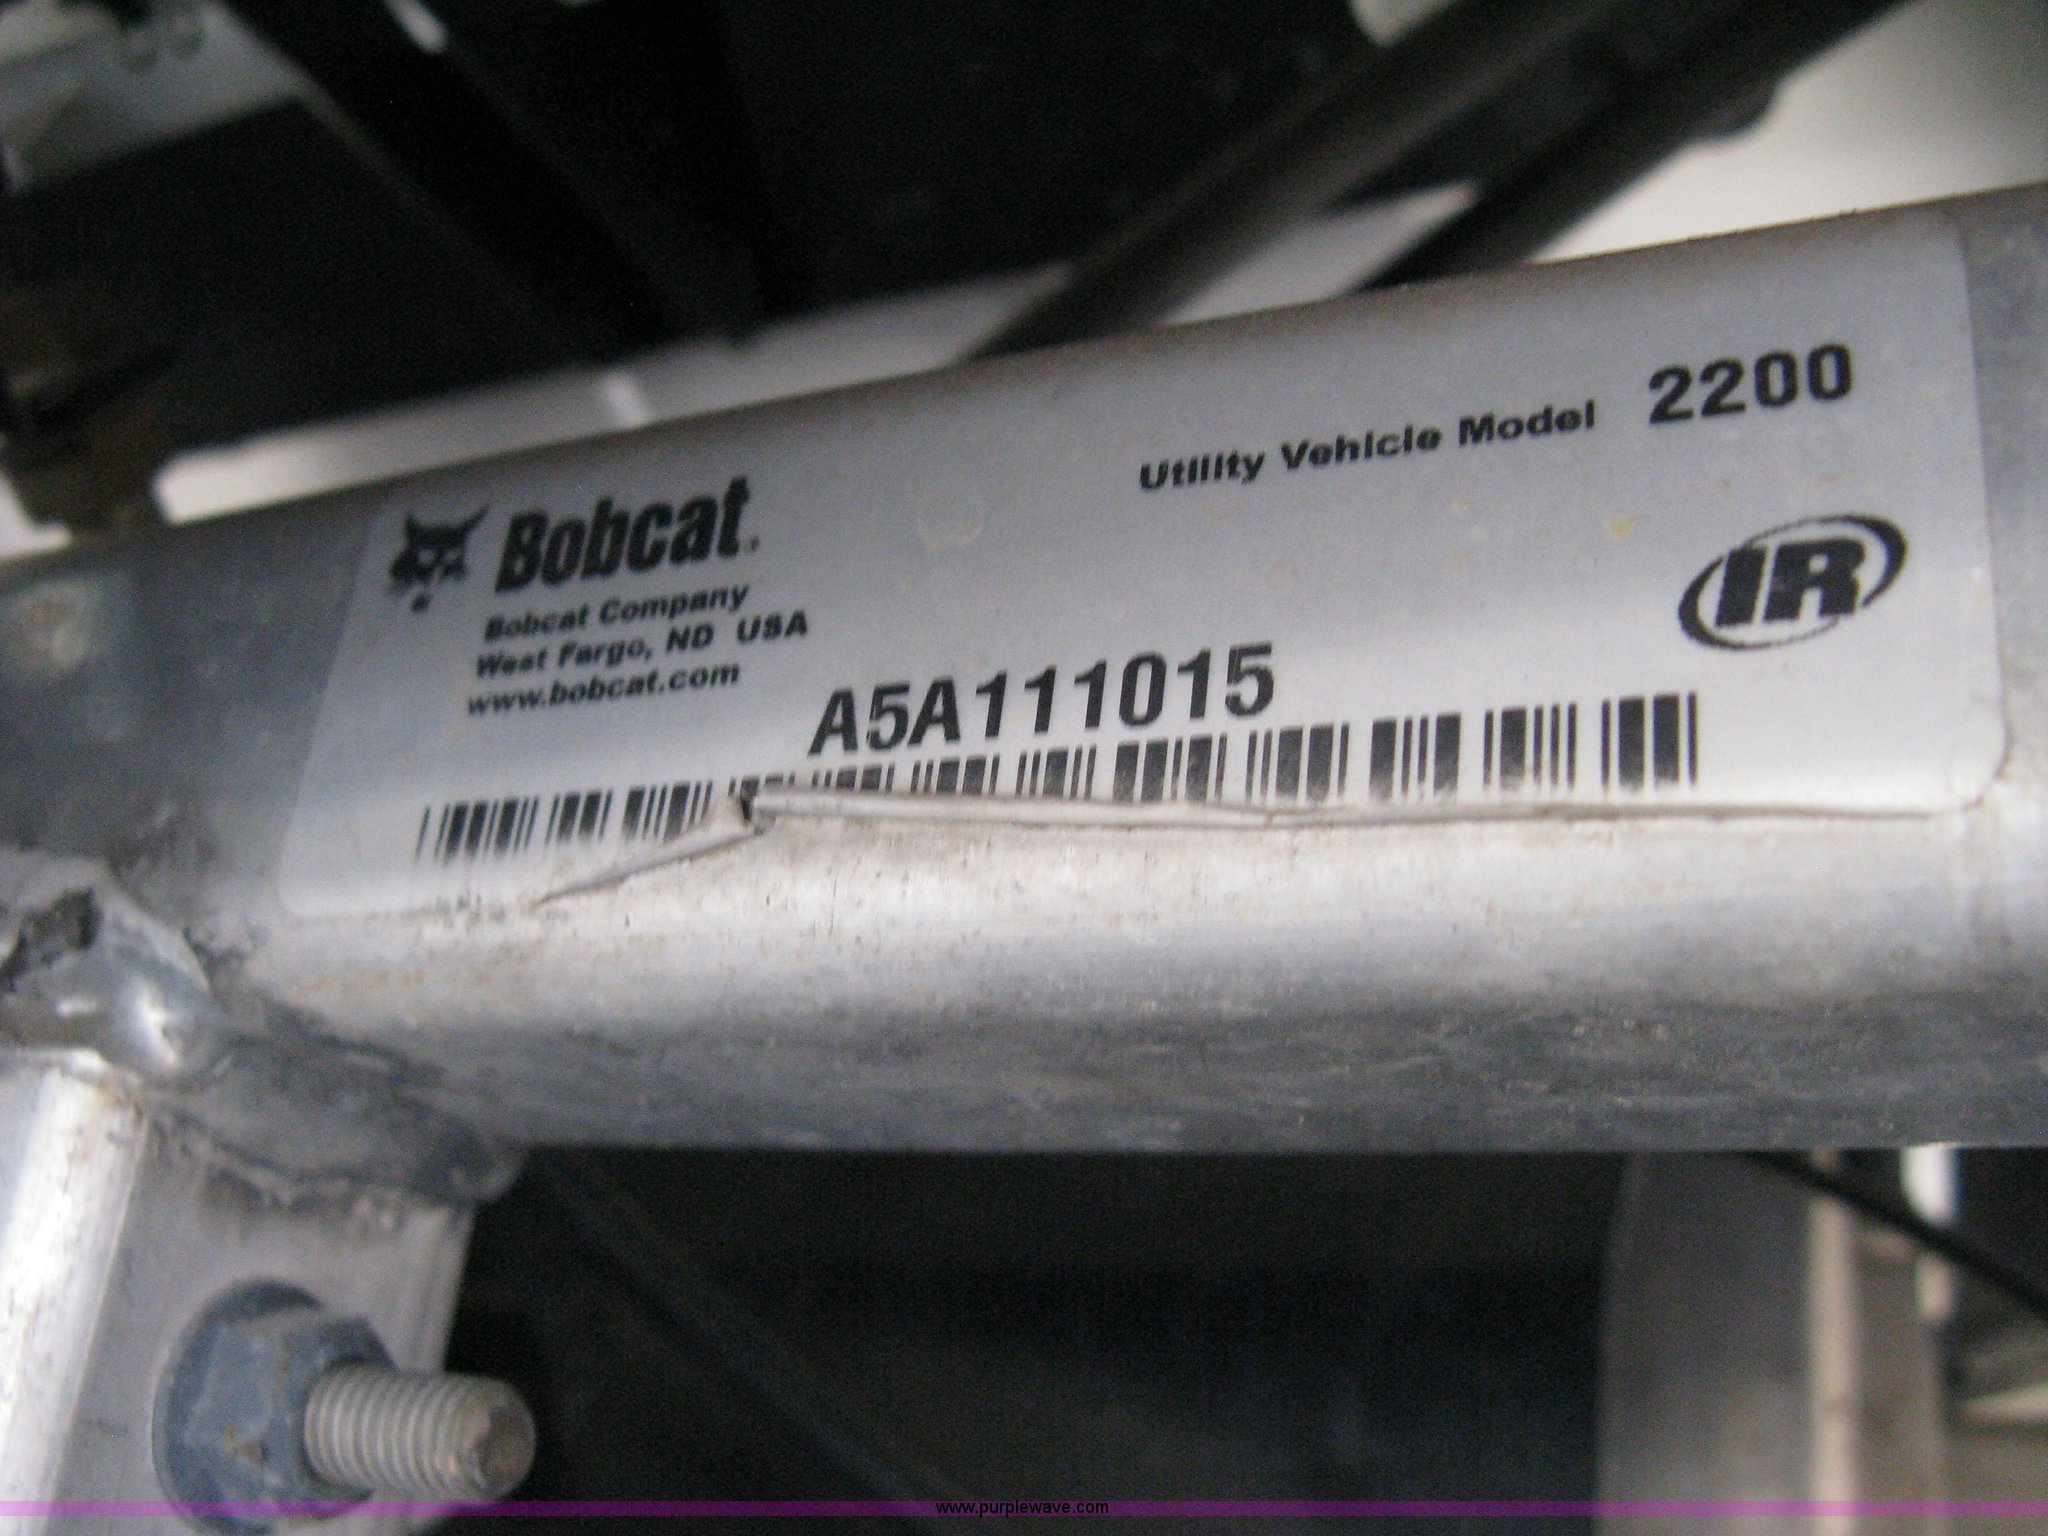 Utility Vehicle Model 2200
Bobcat.
Bobcat Company
West Fargo, ND USA
www.bobcat.com
IR
A5A111015
www.purplewave.com